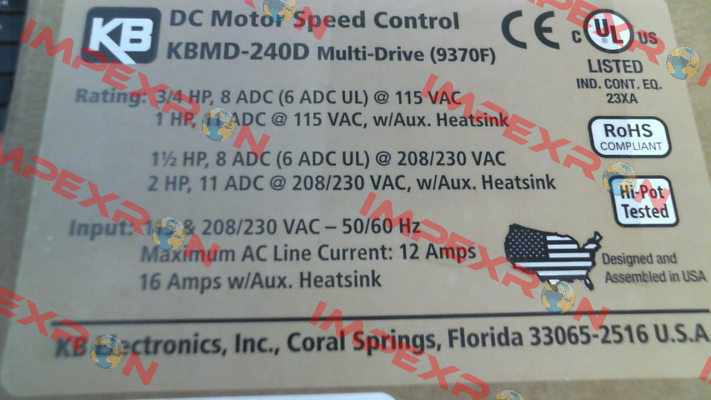 KB
DC Motor Speed Control
KBMD-240D Multi-Drive (9370F)
CE
C UL US
LISTED
IND. CONT. EQ.
23XA
Rating: 3/4 HP, 8 ADC (6 ADC UL) @ 115 VAC
1 HP, 11 ADC @ 115 VAC, w/Aux. Heatsink
1½ HP, 8 ADC (6 ADC UL) @ 208/230 VAC
2 HP, 11 ADC @ 208/230 VAC, w/Aux. Heatsink
RoHS
COMPLIANT
Hi-Pot
Tested
Input: 115 & 208/230 VAC – 50/60 Hz
Maximum AC Line Current: 12 Amps
16 Amps w/Aux. Heatsink
Designed and
Assembled in USA
KB Electronics, Inc., Coral Springs, Florida 33065-2516 U.S.A
IMPEXRON